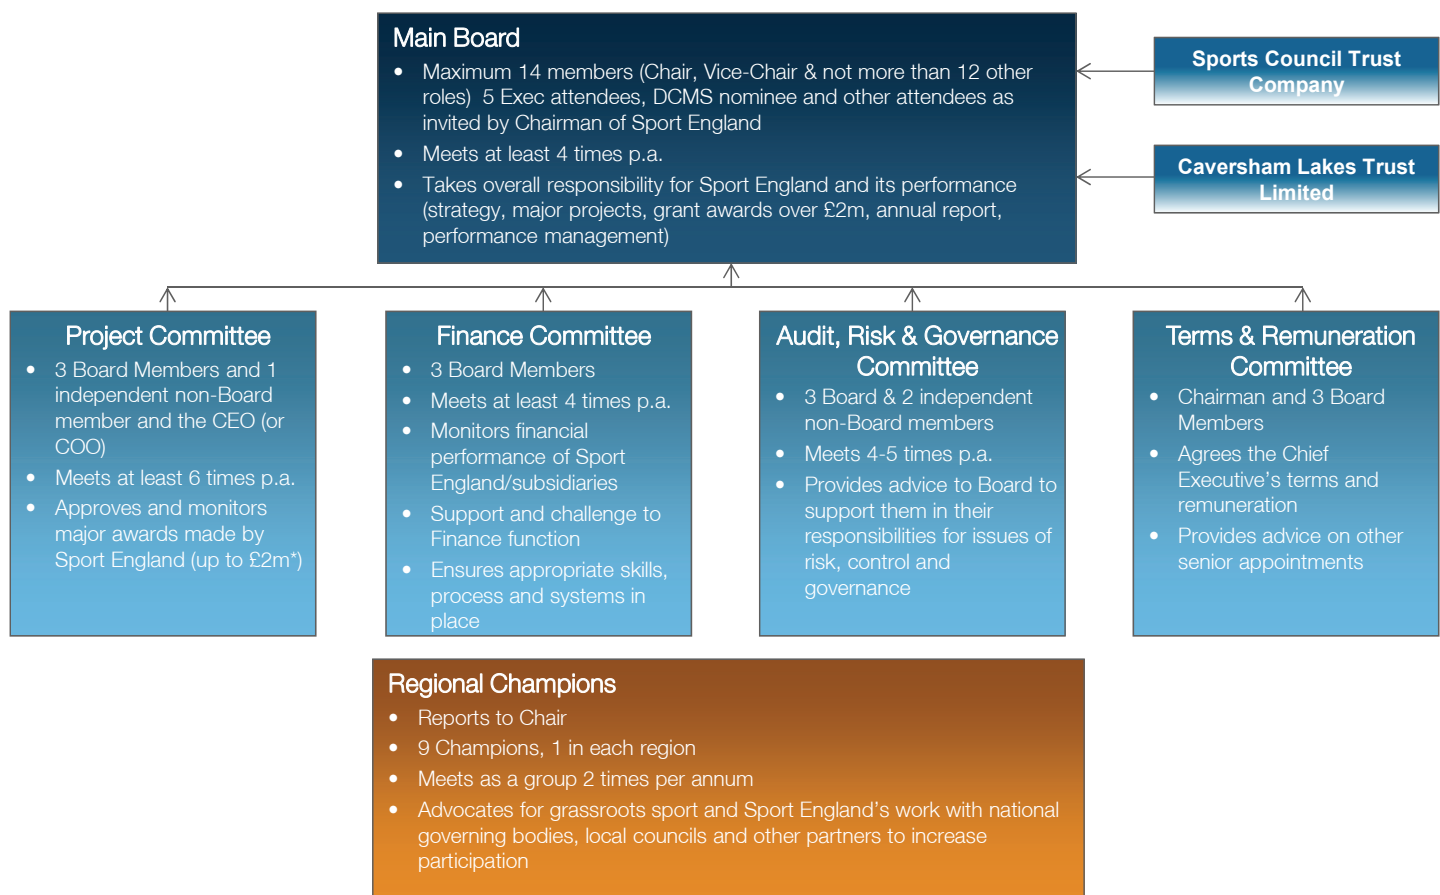 Main Board
• Maximum 14 members (Chair, Vice-Chair & not more than 12 other
roles)  5 Exec attendees, DCMS nominee and other attendees as
invited by Chairman of Sport England
• Meets at least 4 times p.a.
• Takes overall responsibility for Sport England and its performance
(strategy, major projects, grant awards over £2m, annual report,
performance management)
Sports Council Trust
Company
Caversham Lakes Trust
Limited
Project Committee
• 3 Board Members and 1
independent non-Board
member and the CEO (or
COO)
• Meets at least 6 times p.a.
• Approves and monitors
major awards made by
Sport England (up to £2m*)
Finance Committee
• 3 Board Members
• Meets at least 4 times p.a.
• Monitors financial
performance of Sport
England/subsidiaries
• Support and challenge to
Finance function
• Ensures appropriate skills,
process and systems in
place
Audit, Risk & Governance
Committee
• 3 Board & 2 independent
non-Board members
• Meets 4-5 times p.a.
• Provides advice to Board to
support them in their
responsibilities for issues of
risk, control and
governance
Terms & Remuneration
Committee
• Chairman and 3 Board
Members
• Agrees the Chief
Executive's terms and
remuneration
• Provides advice on other
senior appointments
Regional Champions
• Reports to Chair
• 9 Champions, 1 in each region
• Meets as a group 2 times per annum
• Advocates for grassroots sport and Sport England's work with national
governing bodies, local councils and other partners to increase
participation